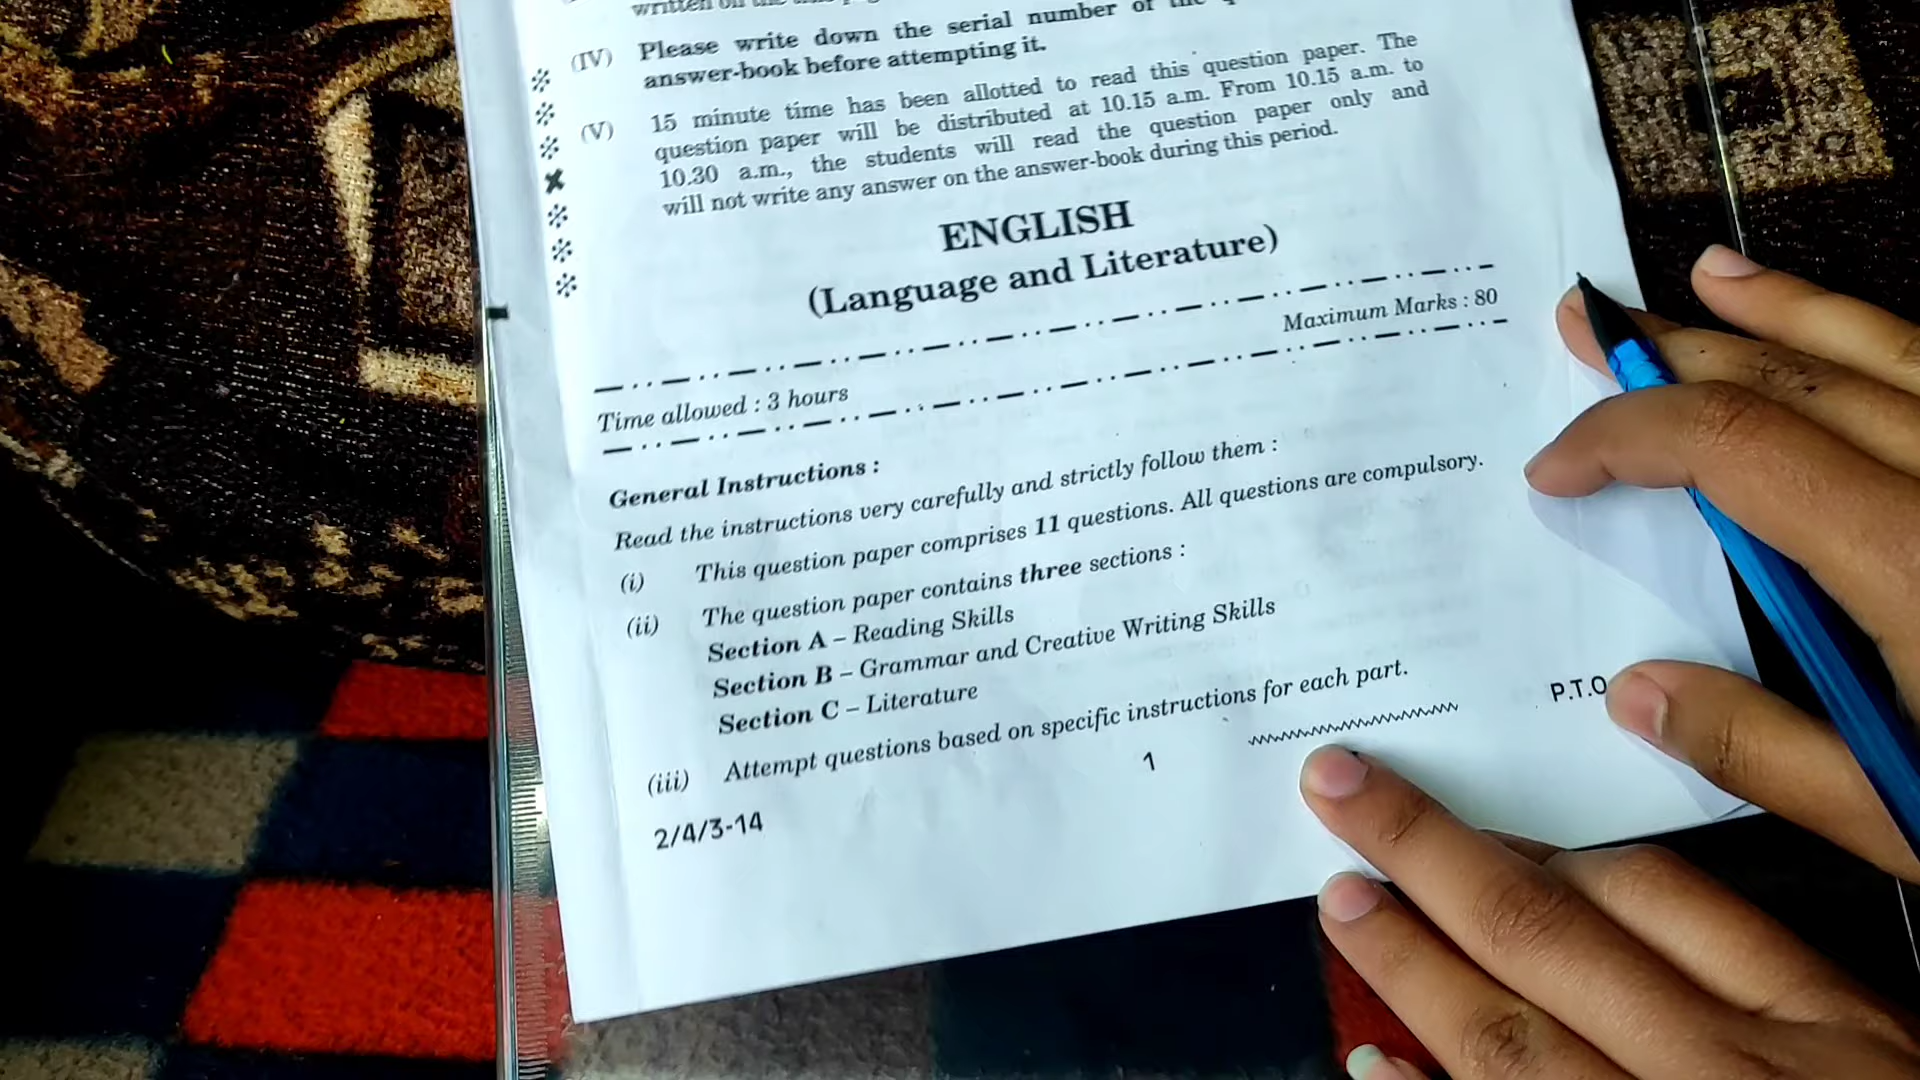 written on the
(IV) Please write down the serial number of the
answer-book before attempting it.
(V) 15 minute time has been allotted to read this question paper. The
question paper will be distributed at 10.15 a.m. From 10.15 a.m. to
10.30 a.m., the students will read the question paper only and
will not write any answer on the answer-book during this period.
ENGLISH
(Language and Literature)
Time allowed : 3 hours Maximum Marks : 80
General Instructions :
Read the instructions very carefully and strictly follow them :
(i) This question paper comprises 11 questions. All questions are compulsory.
(ii) The question paper contains three sections :
Section A – Reading Skills
Section B – Grammar and Creative Writing Skills
Section C – Literature
(iii) Attempt questions based on specific instructions for each part.
2/4/3-14 1 P.T.O